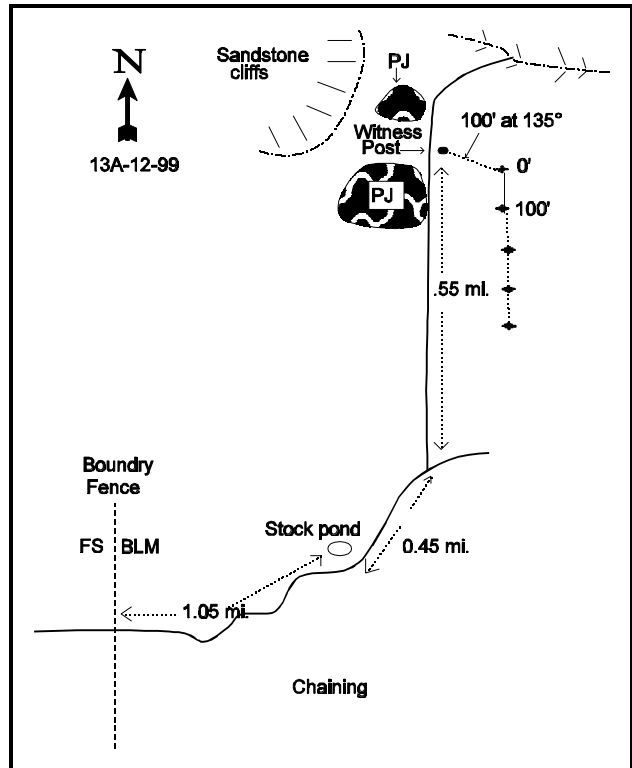 Sandstone
cliffs
N
PJ
100' at 135°
Witness
Post
13A-12-99
0'
PJ
100'
.55 mi.
Boundry
Fence
Stock pond
FS BLM
0.45 mi.
1.05 mi.
Chaining